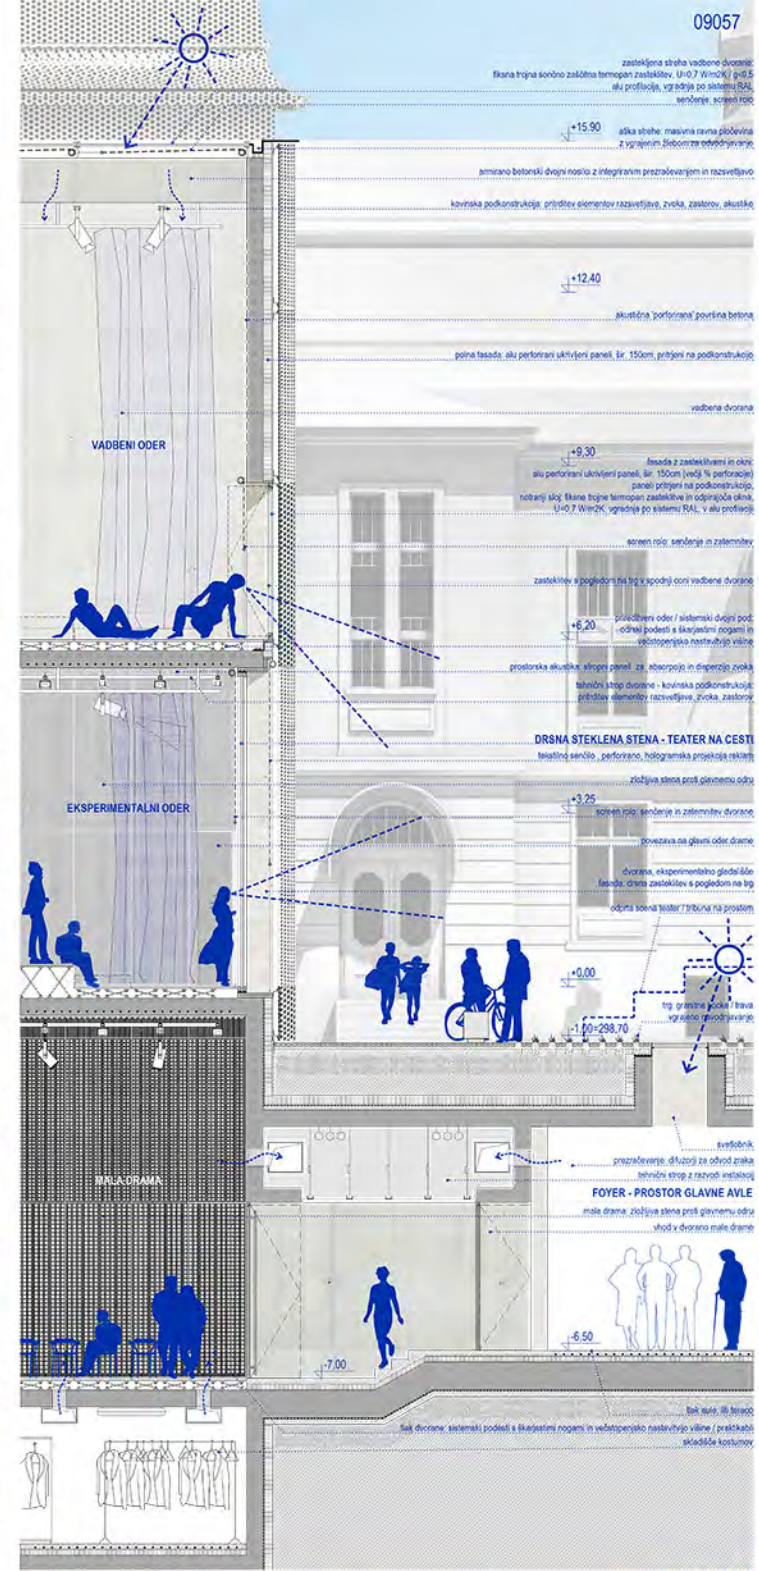 09057
zastekljena streha vadbene dvorane:
fiksna trojna sončno zaščitna termopan zasteklitev, U=0,7 W/m2K / g<0,5
alu profilacija, vgradnja po sistemu RAL
senčenje: screen rolo
+15.90
atika strehe: masivna ravna pločevina
z vgrajenim žlebom za odvodnjavanje
armirano betonski dvojni nosilci z integriranim prezračevanjem in razsvetljavo
kovinska podkonstrukcija: pritrditev elementov razsvetljave, zvoka, zastorov, akustike
+12.40
akustična 'porforirana' površina betona
polna fasada: alu perforirani ukrivljeni paneli, šir. 150cm, pritrjeni na podkonstrukcijo
vadbena dvorana
VADBENI ODER
+9,30
fasada z zasteklitvami in okni:
alu perforirani ukrivljeni paneli, šir. 150cm (večji % perforacije)
paneli pritrjeni na podkonstrukcijo,
notranji sloj: fiksne trojne termopan zasteklitve in odpirajoča okna,
U=0,7 W/m2K, vgradnja po sistemu RAL, v alu profilaciji
screen rolo: senčenje in zatemnitev
zasteklitev s pogledom na trg v spodnji coni vadbene dvorane
+6,20
prireditveni oder / sistemski dvojni pod:
odrski podesti s škarjastimi nogami in
večstopenjsko nastavitvijo višine
prostorska akustika: stropni paneli za absorpcijo in disperzijo zvoka
tehnični strop dvorane - kovinska podkonstrukcija:
pritrditev elementov razsvetljave, zvoka, zastorov
DRSNA STEKLENA STENA - TEATER NA CESTI
tekstilno senčilo , perforirano, hologramska projekcija reklam
zložljiva stena proti glavnemu odru
EKSPERIMENTALNI ODER
+3,25
screen rolo: senčenje in zatemnitev dvorane
povezava na glavni oder drame
dvorana, eksperimentalno gledališče
fasada: drsna zasteklitev s pogledom na trg
odprta scena teater / tribuna na prostem
+0,00
trg: granitne kocke / trava
vgrajeno navodnjavanje
-1.00=298,70
svetlobnik
prezračevanje: difuzorji za odvod zraka
tehnični strop z razvodi instalacij
MALA DRAMA
FOYER - PROSTOR GLAVNE AVLE
mala drama: zložljiva stena proti glavnemu odru
vhod v dvorano male drame
-6.50
-7,00
tlak avle: liti teraco
tlak dvorane: sistemski podesti s škarjastimi nogami in večstopenjsko nastavitvijo višine / praktikabli
skladišče kostumov